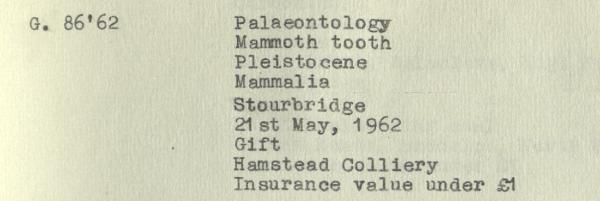 G. 86'62 Palaeontology
Mammoth tooth
Pleistocene
Mammalia
Stourbridge
21st May, 1962
Gift
Hamstead Colliery
Insurance value under £1